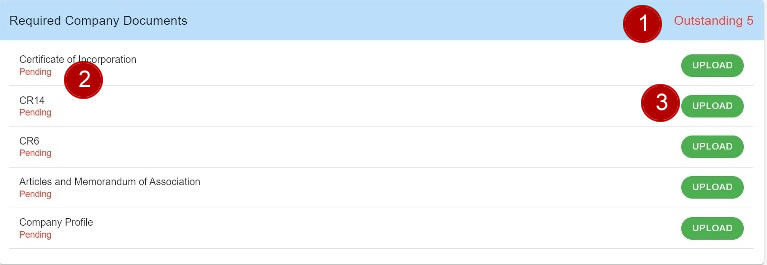 Required Company Documents 1 Outstanding 5
Certificate of Incorporation UPLOAD
Pending 2
CR14 3 UPLOAD
Pending
CR6 UPLOAD
Pending
Articles and Memorandum of Association UPLOAD
Pending
Company Profile UPLOAD
Pending